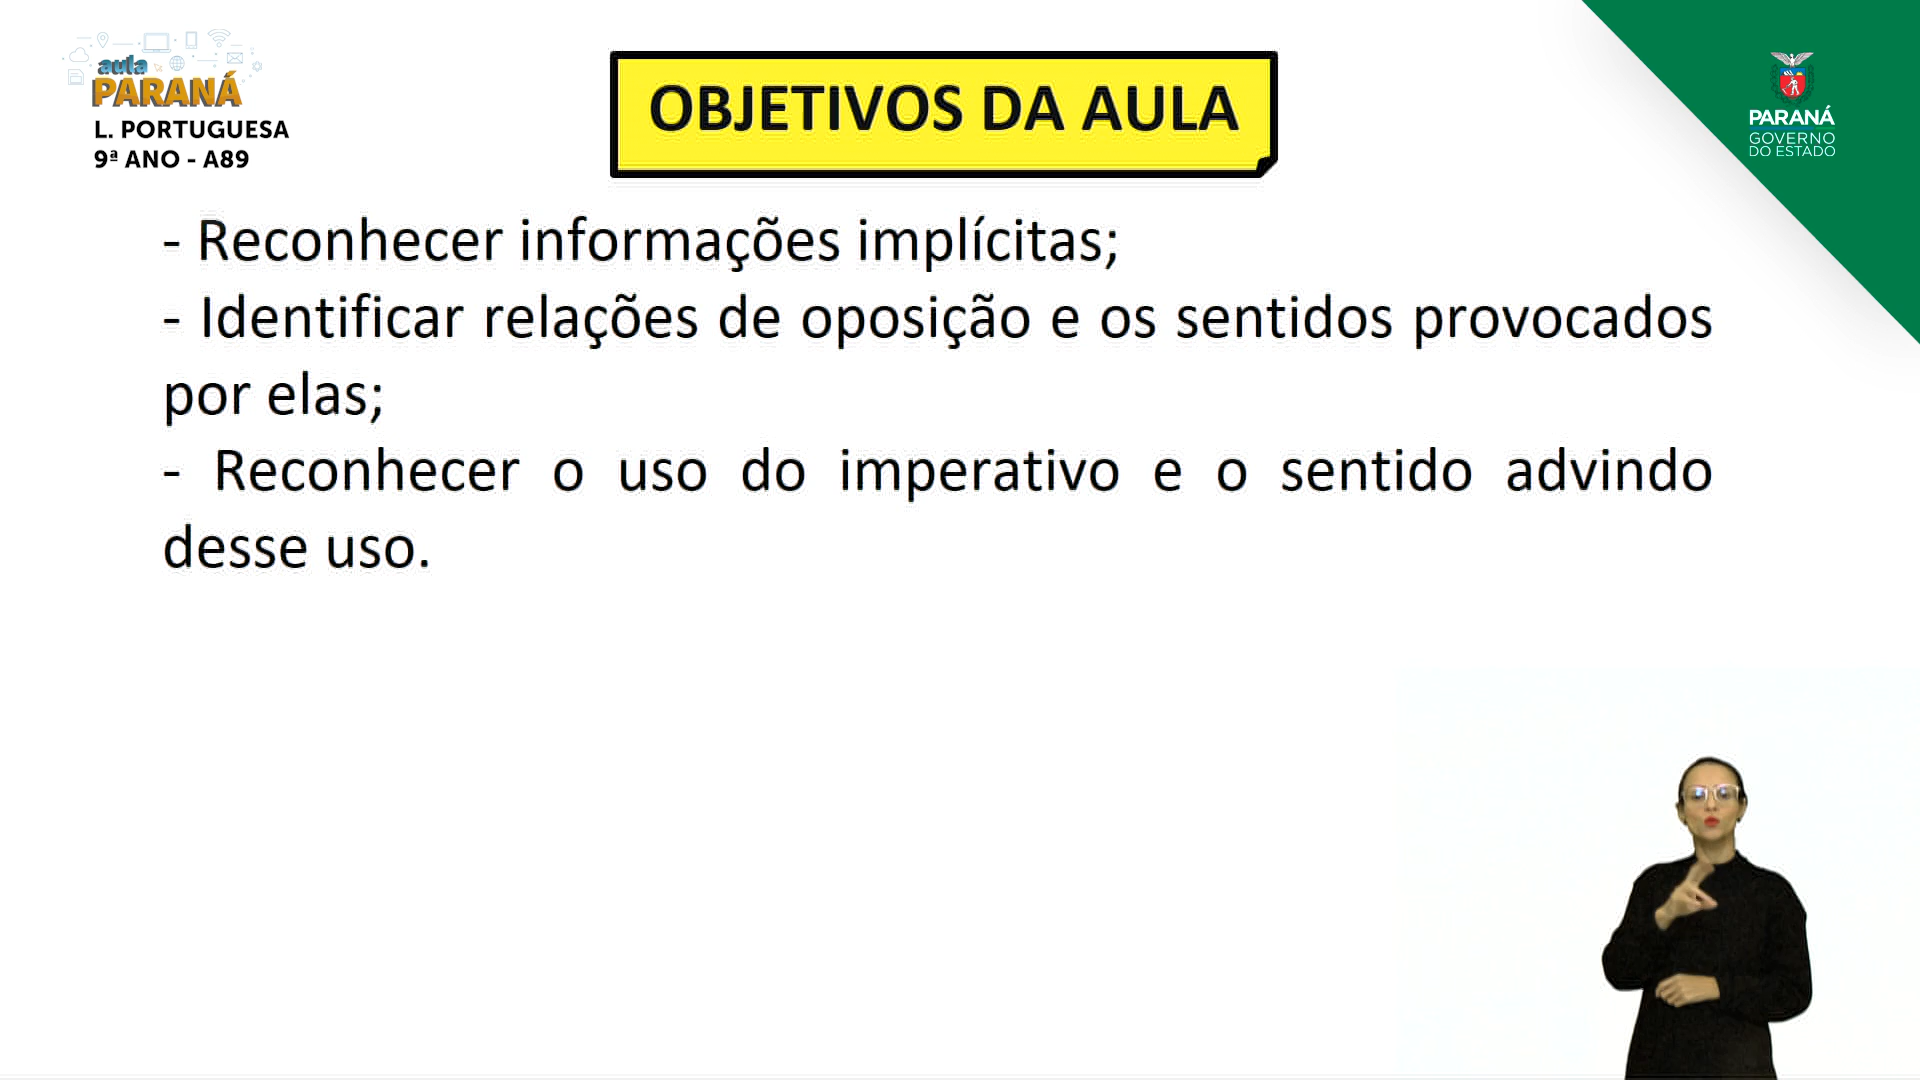 aula
PARANÁ
L. PORTUGUESA
9ª ANO - A89
OBJETIVOS DA AULA
PARANÁ
GOVERNO
DO ESTADO
- Reconhecer informações implícitas;
- Identificar relações de oposição e os sentidos provocados
por elas;
- Reconhecer o uso do imperativo e o sentido advindo
desse uso.